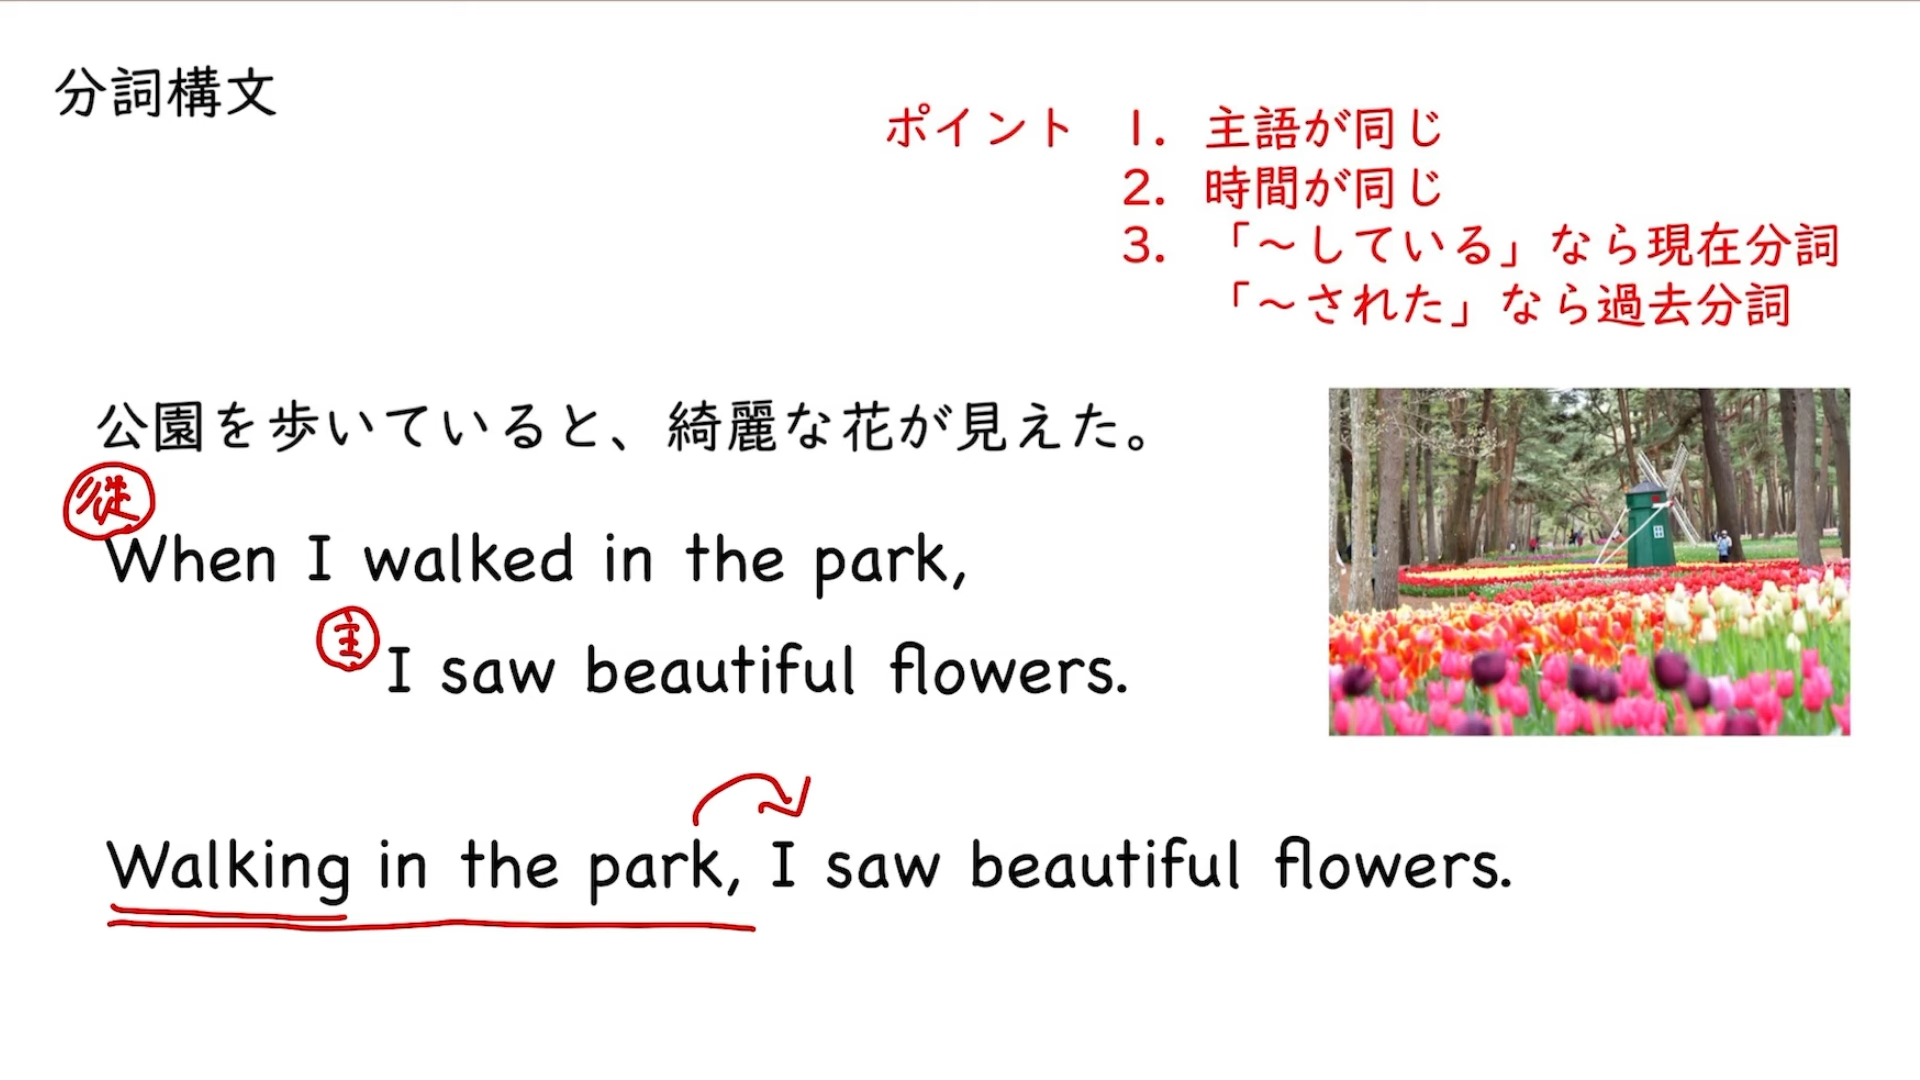 分詞構文
ポイント 1. 主語が同じ
2. 時間が同じ
3. 「～している」なら現在分詞
「～された」なら過去分詞
公園を歩いていると、綺麗な花が見えた。
従
When I walked in the park,
主
I saw beautiful flowers.
Walking in the park, I saw beautiful flowers.